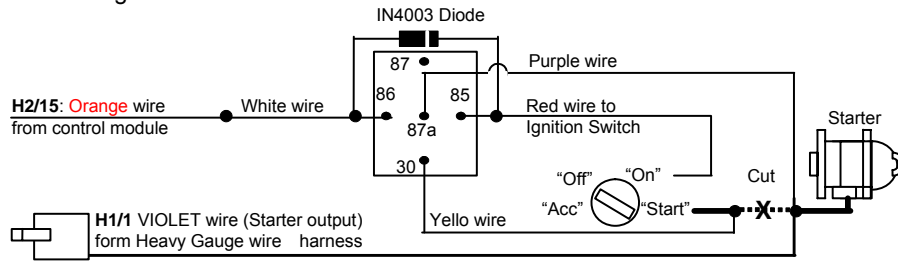 IN4003 Diode
87
Purple wire
86
85
H2/15: Orange wire
White wire
Red wire to
from control module
87a
Ignition Switch
Starter
30
"Off"
"On"
Cut
"Acc"
"Start"
X
H1/1 VIOLET wire (Starter output)
Yello wire
form Heavy Gauge wire harness